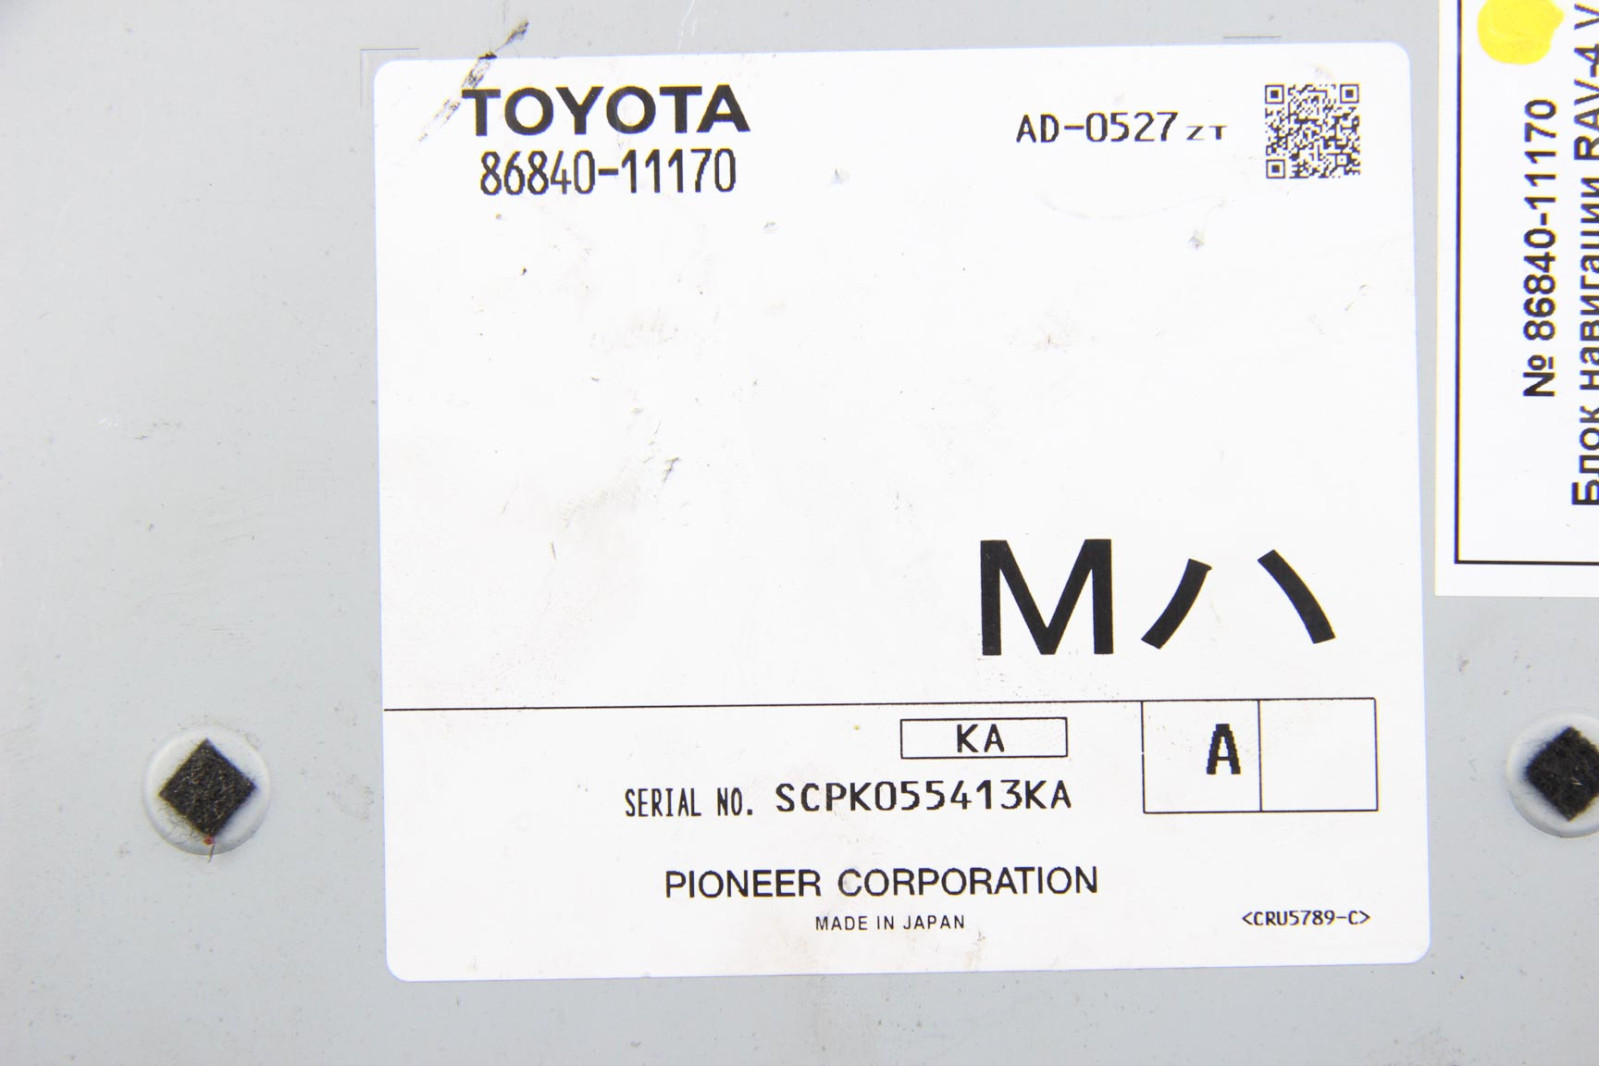 TOYOTA
86840-11170
AD-0527 ZT
Mハ
KA
A
SERIAL NO. SCPK055413KA
PIONEER CORPORATION
MADE IN JAPAN
<CRU5789-C>
№ 86840-11170
Блок навигации RAV-4 V